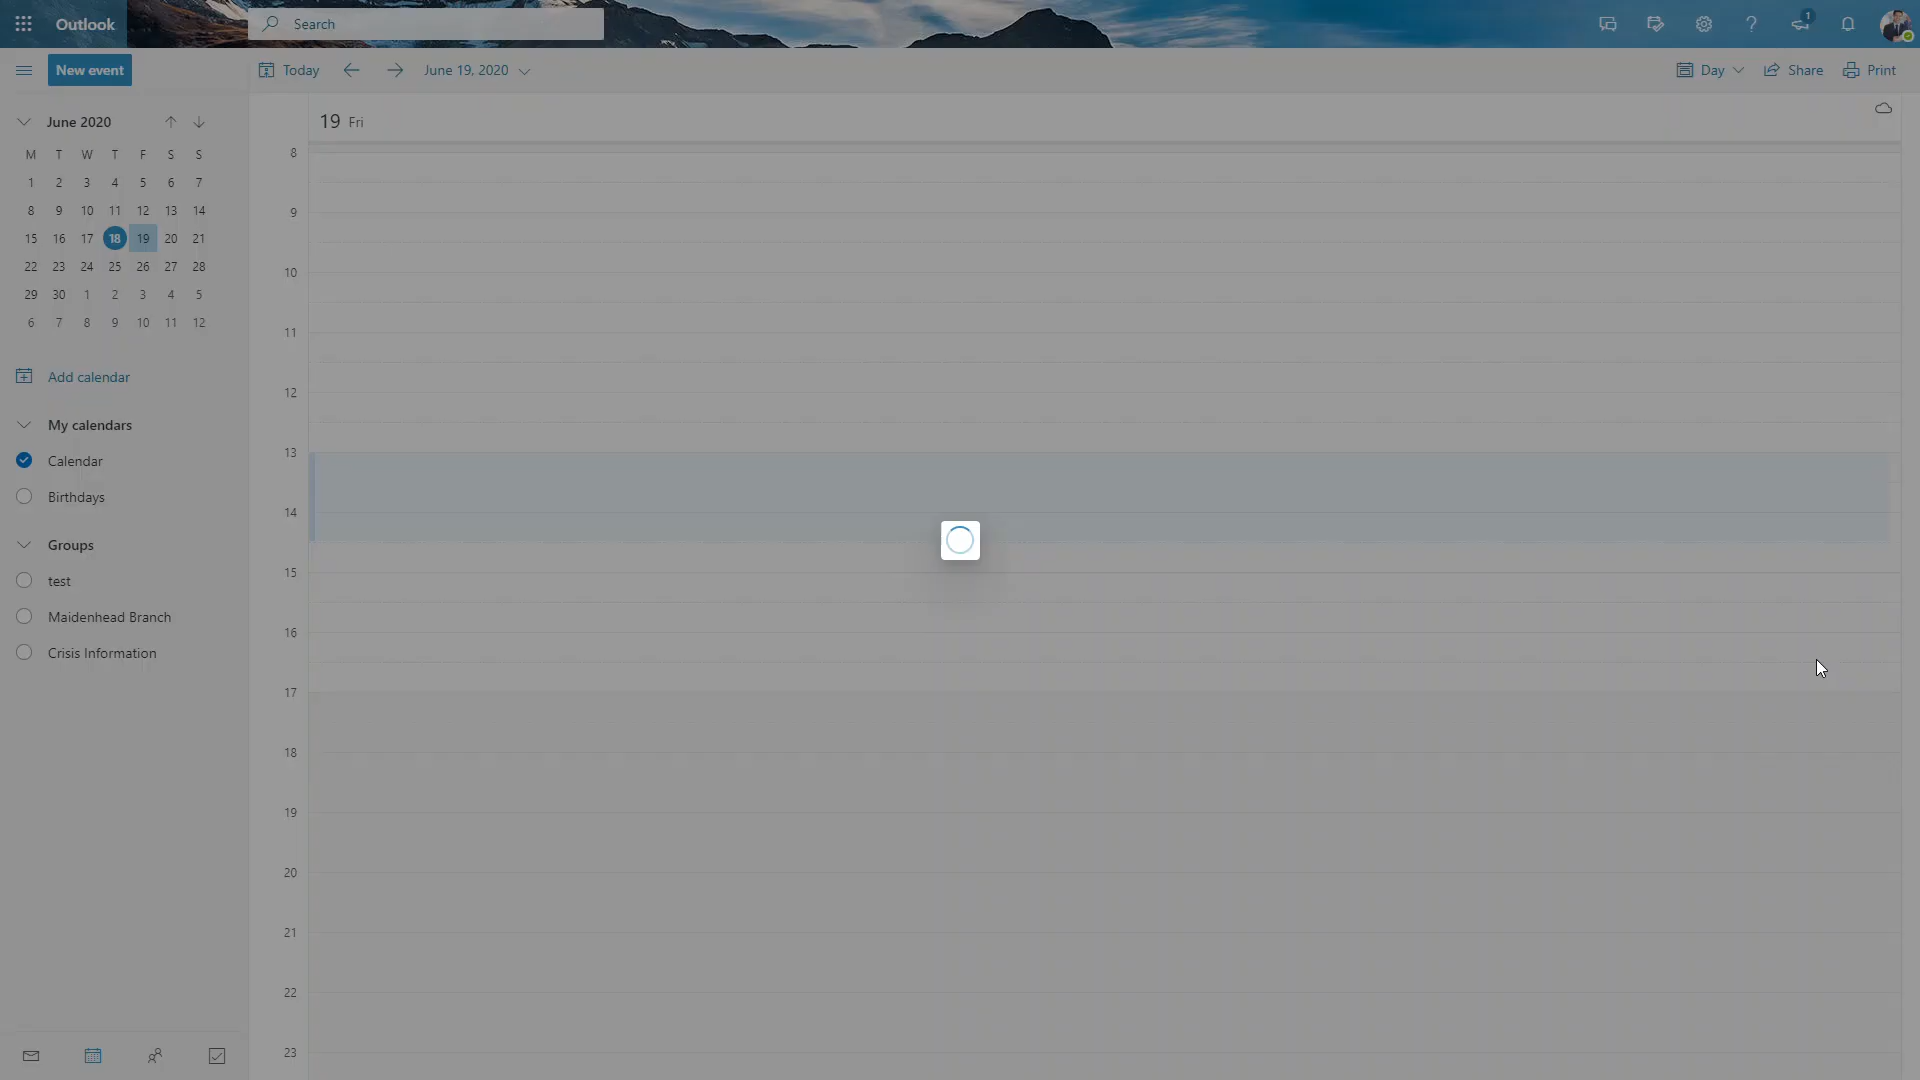 Outlook
Search
1
New event
Today
June 19, 2020
Day
Share
Print
June 2020
M T W T F S S
1 2 3 4 5 6 7
8 9 10 11 12 13 14
15 16 17 18 19 20 21
22 23 24 25 26 27 28
29 30 1 2 3 4 5
6 7 8 9 10 11 12
Add calendar
My calendars
Calendar
Birthdays
Groups
test
Maidenhead Branch
Crisis Information
19 Fri
8
9
10
11
12
13
14
15
16
17
18
19
20
21
22
23